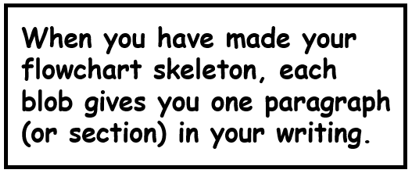 When you have made your
flowchart skeleton, each
blob gives you one paragraph
(or section) in your writing.